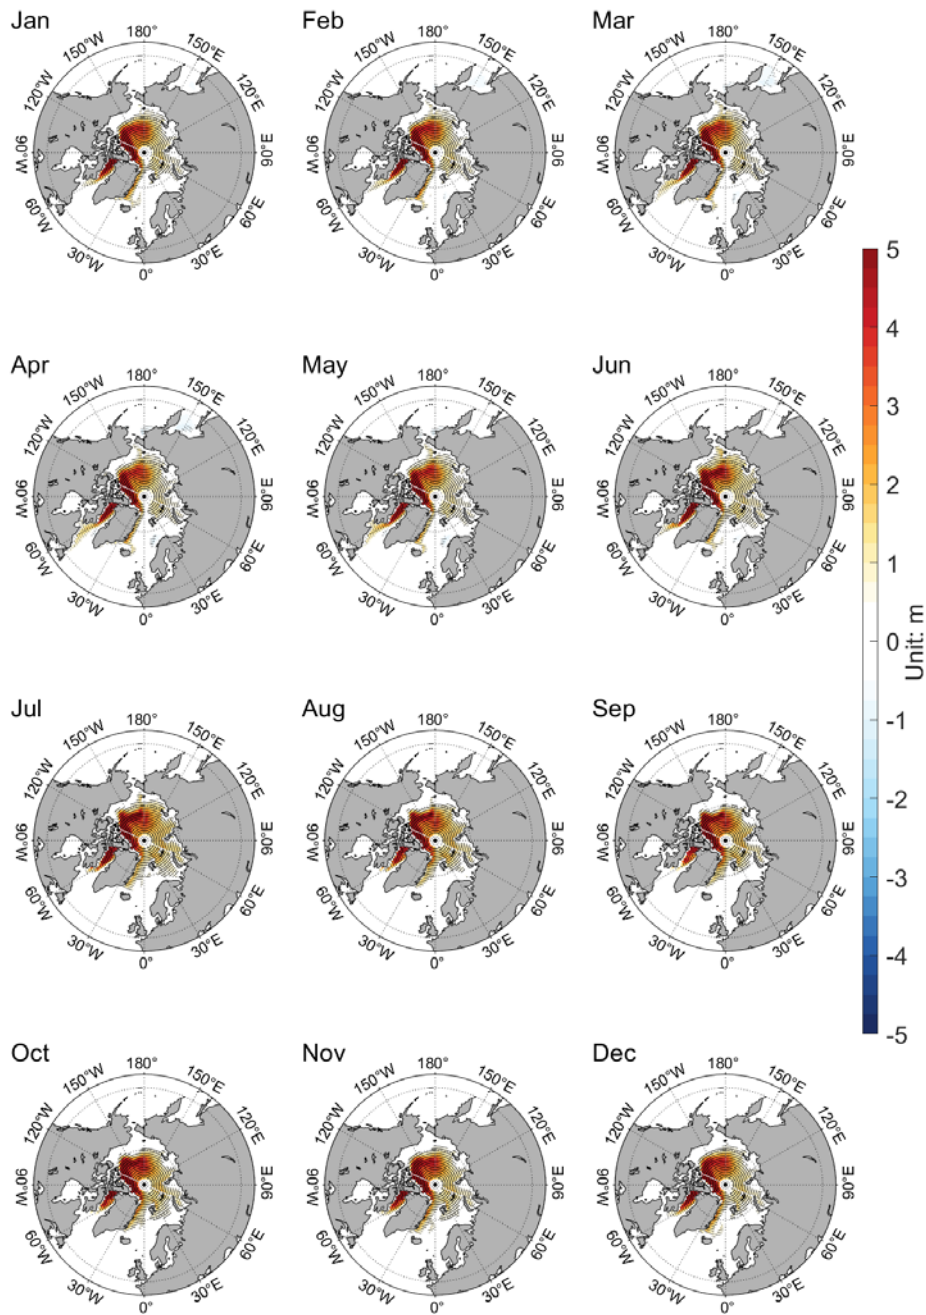 Jan
180°
150°W
150°E
120°W
120°E
90°W
90°E
60°W
60°E
30°W
30°E
0°
Feb
180°
150°W
150°E
120°W
120°E
90°W
90°E
60°W
60°E
30°W
30°E
0°
Mar
180°
150°W
150°E
120°W
120°E
90°W
90°E
60°W
60°E
30°W
30°E
0°
Apr
180°
150°W
150°E
120°W
120°E
90°W
90°E
60°W
60°E
30°W
30°E
0°
May
180°
150°W
150°E
120°W
120°E
90°W
90°E
60°W
60°E
30°W
30°E
0°
Jun
180°
150°W
150°E
120°W
120°E
90°W
90°E
60°W
60°E
30°W
30°E
0°
Jul
180°
150°W
150°E
120°W
120°E
90°W
90°E
60°W
60°E
30°W
30°E
0°
Aug
180°
150°W
150°E
120°W
120°E
90°W
90°E
60°W
60°E
30°W
30°E
0°
Sep
180°
150°W
150°E
120°W
120°E
90°W
90°E
60°W
60°E
30°W
30°E
0°
Oct
180°
150°W
150°E
120°W
120°E
90°W
90°E
60°W
60°E
30°W
30°E
0°
Nov
180°
150°W
150°E
120°W
120°E
90°W
90°E
60°W
60°E
30°W
30°E
0°
Dec
180°
150°W
150°E
120°W
120°E
90°W
90°E
60°W
60°E
30°W
30°E
0°
5
4
3
2
1
0
-1
-2
-3
-4
-5
Unit: m